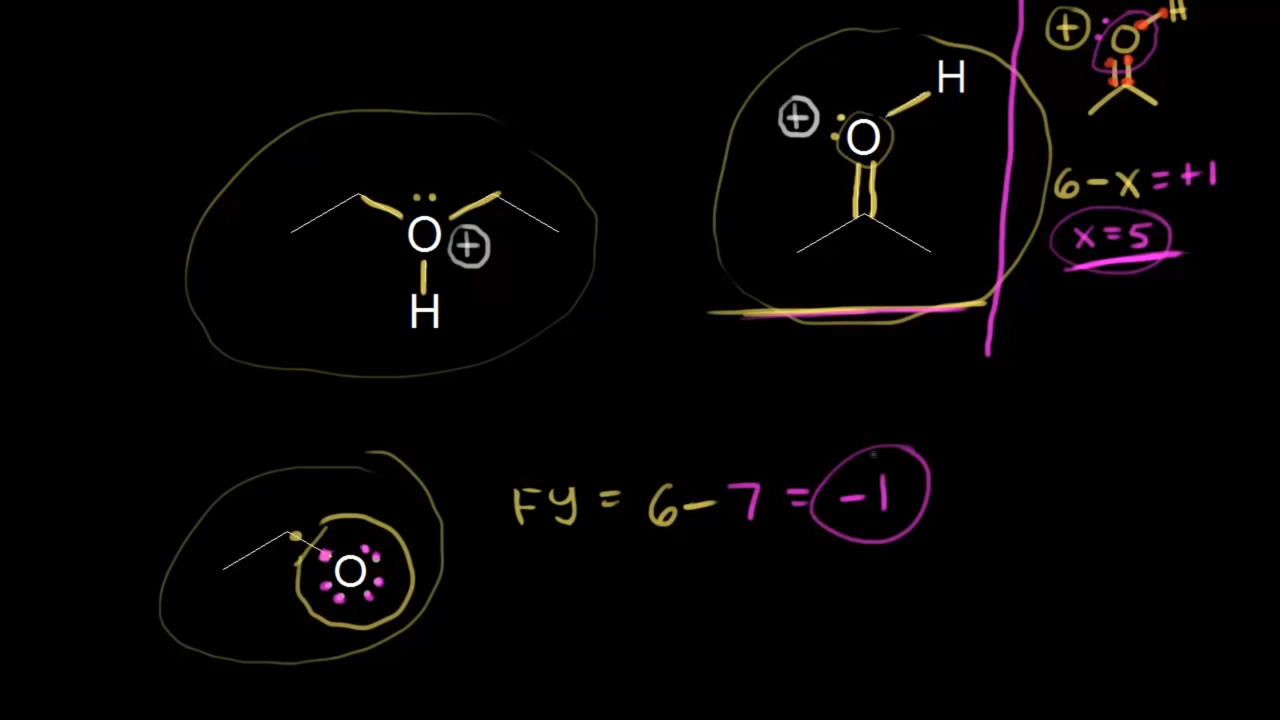 H
+ :O
O +
H
+ :O
H
6-x=+1
x=5
FY = 6-7 = -1
O